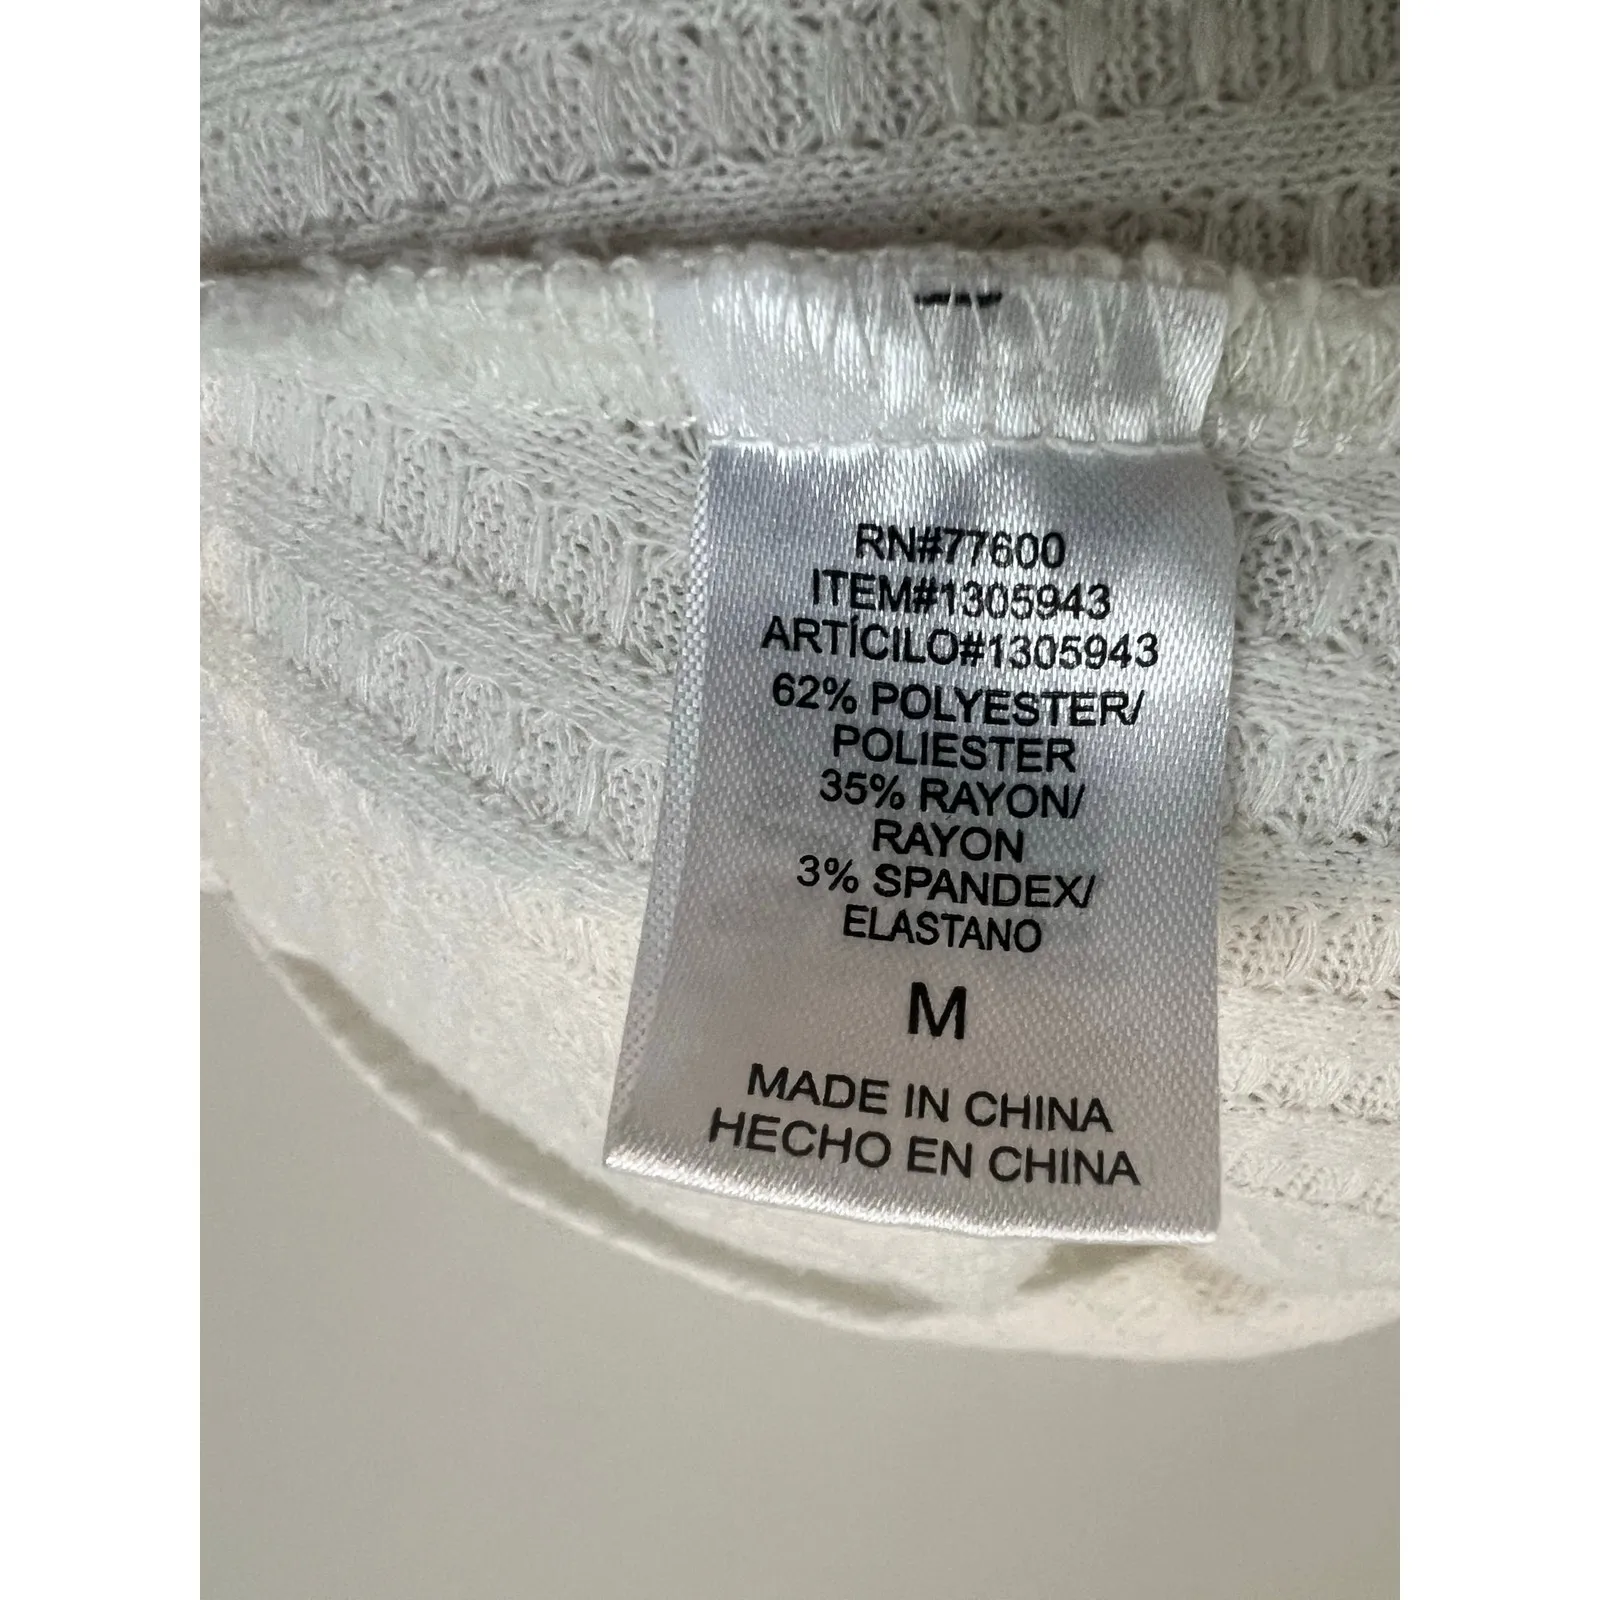 RN#77600
ITEM#1305943
ARTÍCILO#1305943
62% POLYESTER/
POLIESTER
35% RAYON/
RAYON
3% SPANDEX/
ELASTANO
M
MADE IN CHINA
HECHO EN CHINA